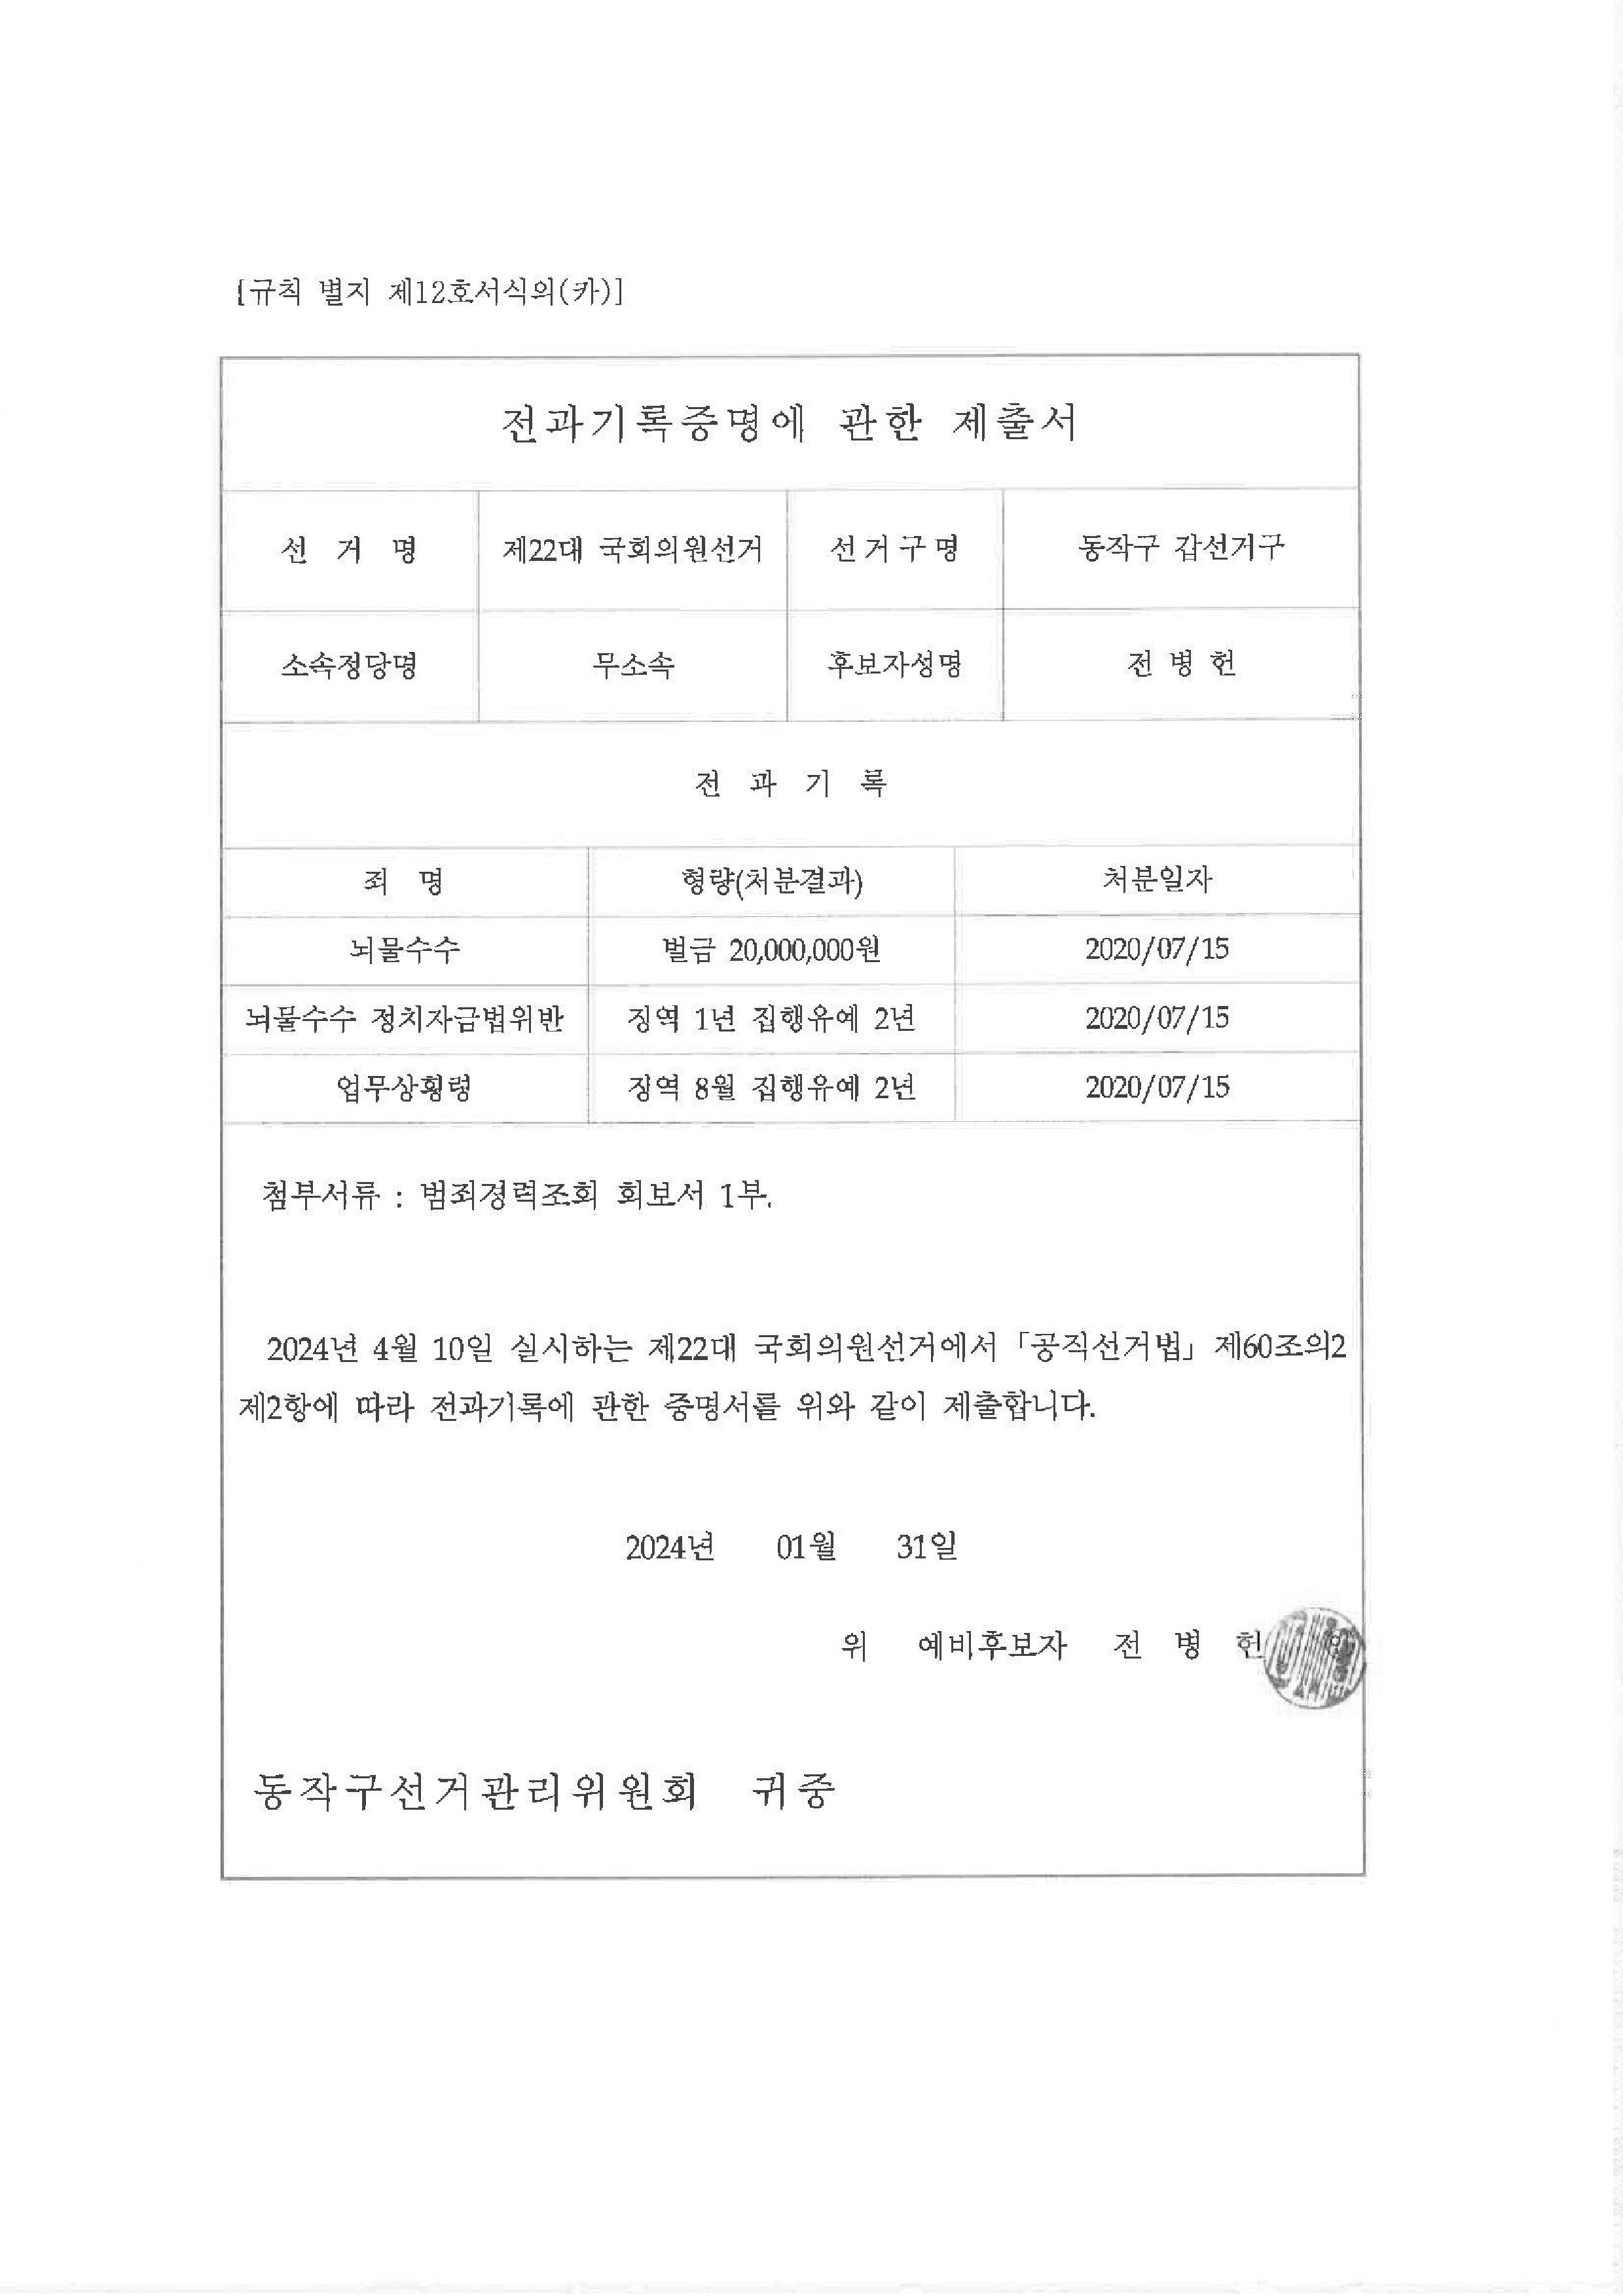 [규칙 별지 제12호서식의(카)]
전과기록증명에 관한 제출서
선 거 명 제22대 국회의원선거 선거구명 동작구 갑선거구
소속정당명 무소속 후보자성명 전 병 헌
전 과 기 록
죄 명 형량(처분결과) 처분일자
뇌물수수 벌금 20,000,000원 2020/07/15
뇌물수수 정치자금법위반 징역 1년 집행유예 2년 2020/07/15
업무상횡령 징역 8월 집행유예 2년 2020/07/15
첨부서류 : 범죄경력조회 회보서 1부.
2024년 4월 10일 실시하는 제22대 국회의원선거에서 「공직선거법」 제60조의2
제2항에 따라 전과기록에 관한 증명서를 위와 같이 제출합니다.
2024년 01월 31일
위 예비후보자 전 병 헌
동작구선거관리위원회 귀중